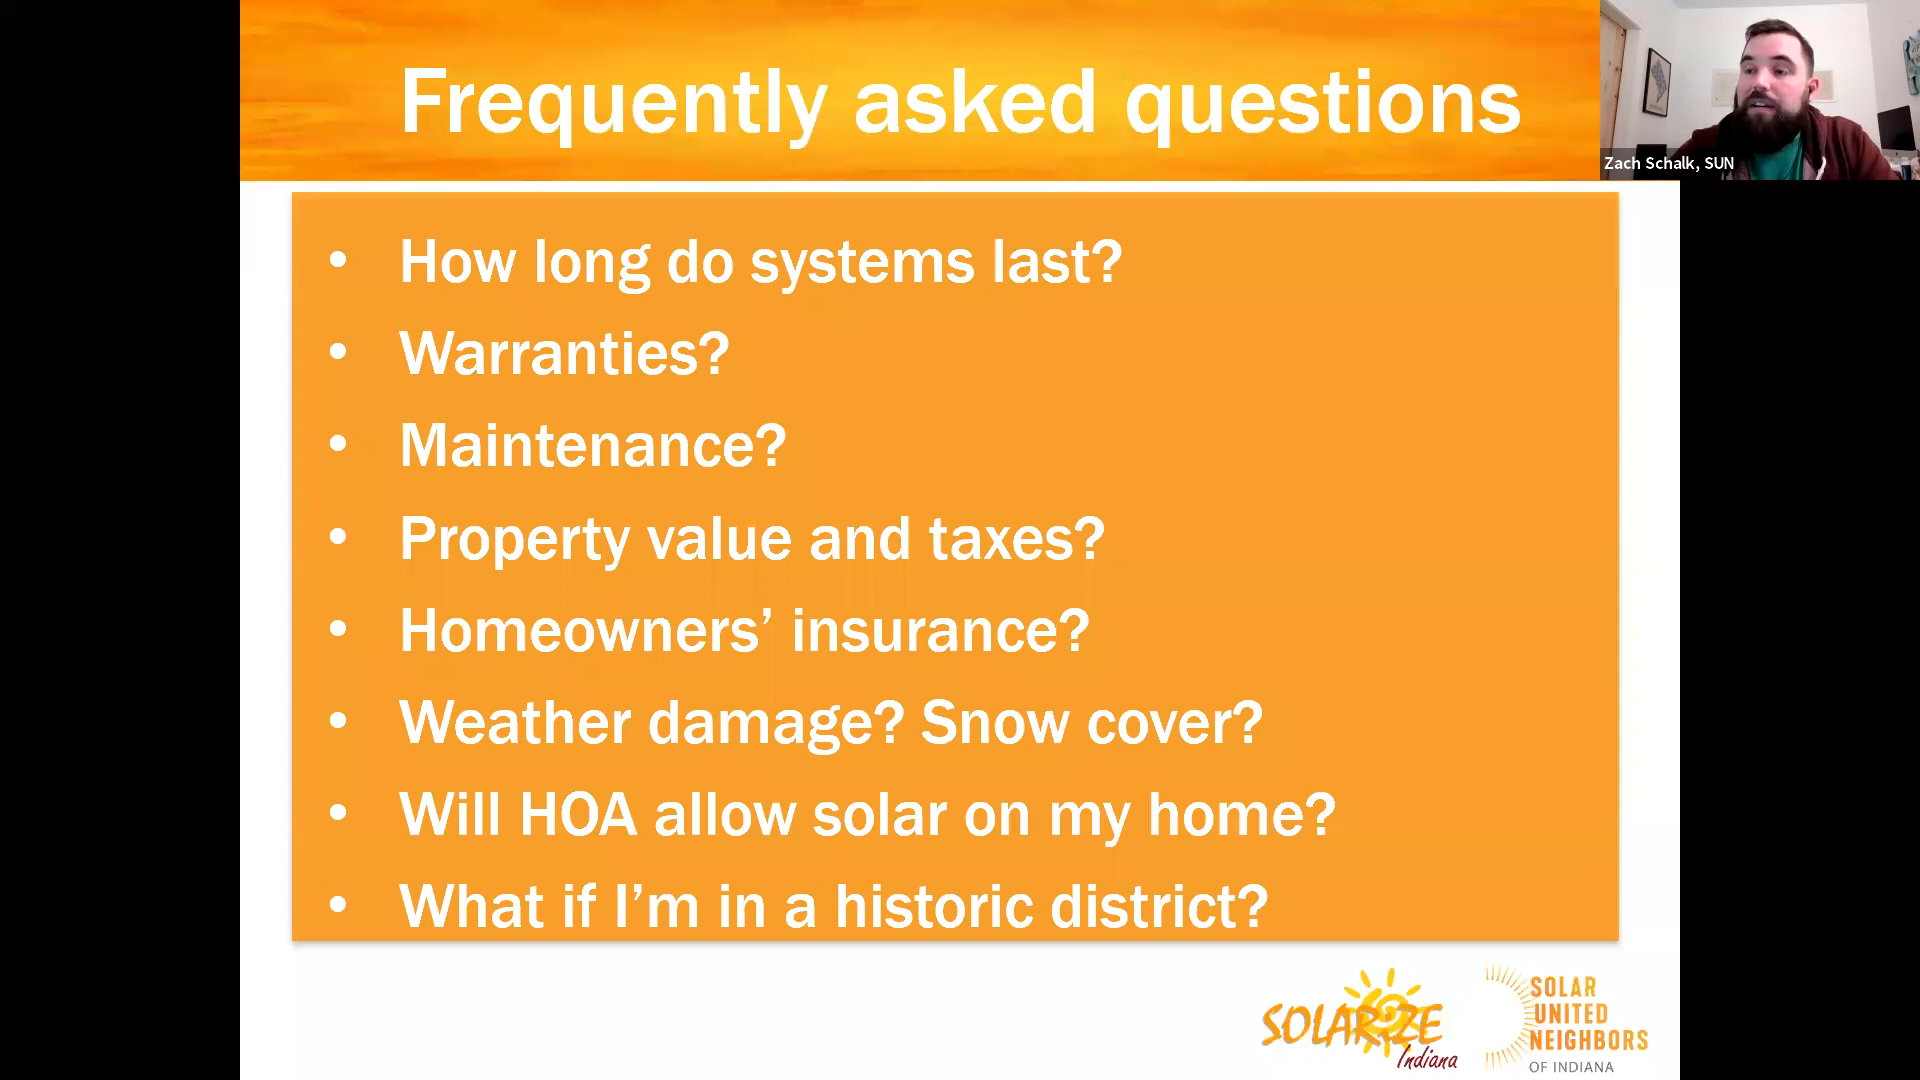 Frequently asked questions
Zach Schalk, SUN
• How long do systems last?
• Warranties?
• Maintenance?
• Property value and taxes?
• Homeowners’ insurance?
• Weather damage? Snow cover?
• Will HOA allow solar on my home?
• What if I’m in a historic district?
SOLARIZE
Indiana
SOLAR
UNITED
NEIGHBORS
OF INDIANA